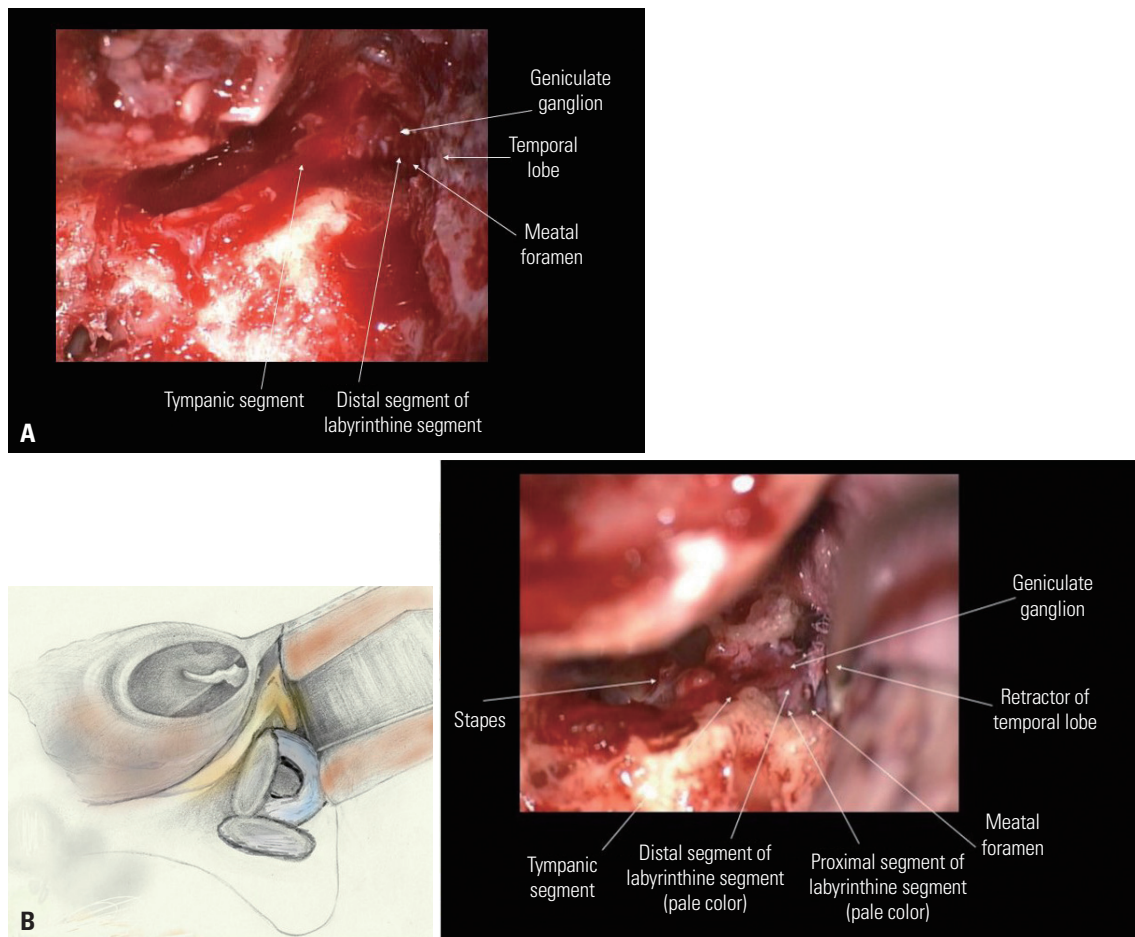 Geniculate
ganglion
Temporal
lobe
Meatal
foramen
Tympanic segment
Distal segment of
labyrinthine segment
A
B
Geniculate
ganglion
Stapes
Retractor of
temporal lobe
Meatal
foramen
Tympanic
segment
Distal segment of
labyrinthine segment
(pale color)
Proximal segment of
labyrinthine segment
(pale color)